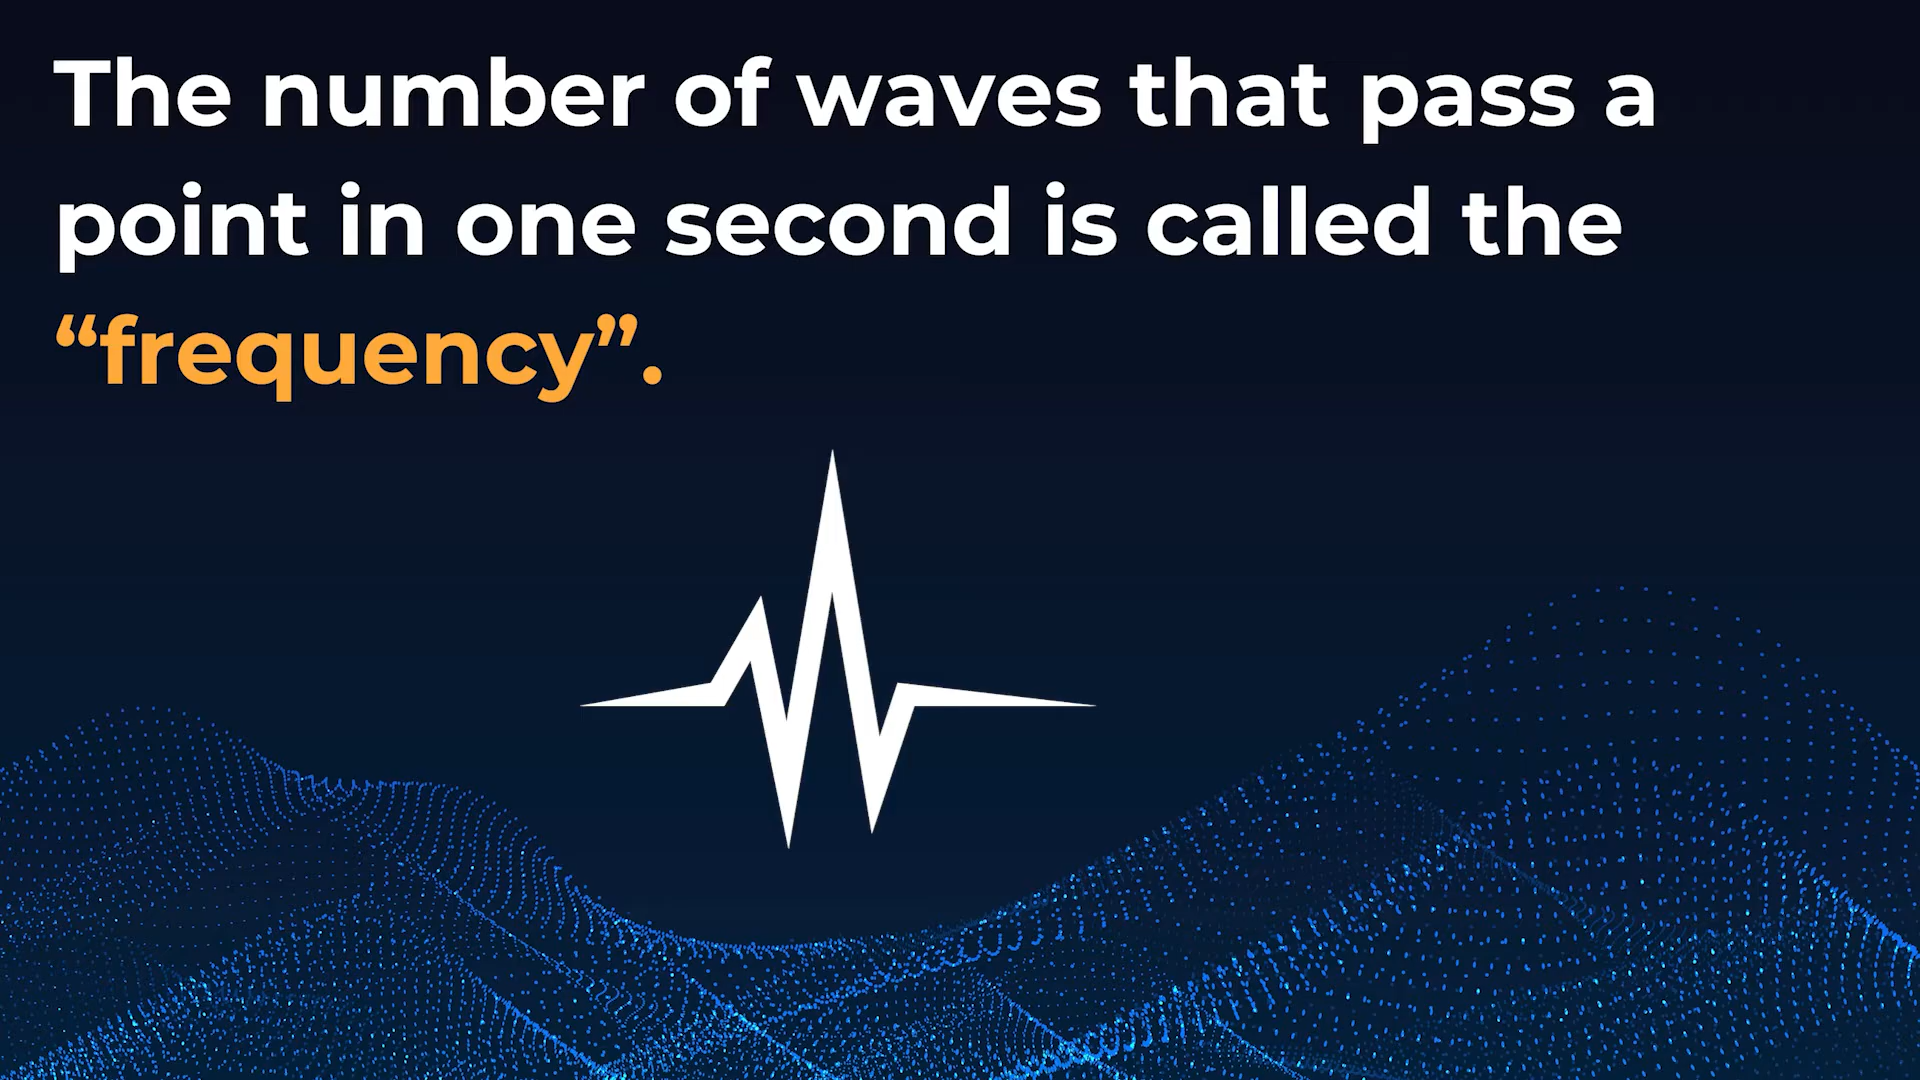 The number of waves that pass a
point in one second is called the
“frequency”.